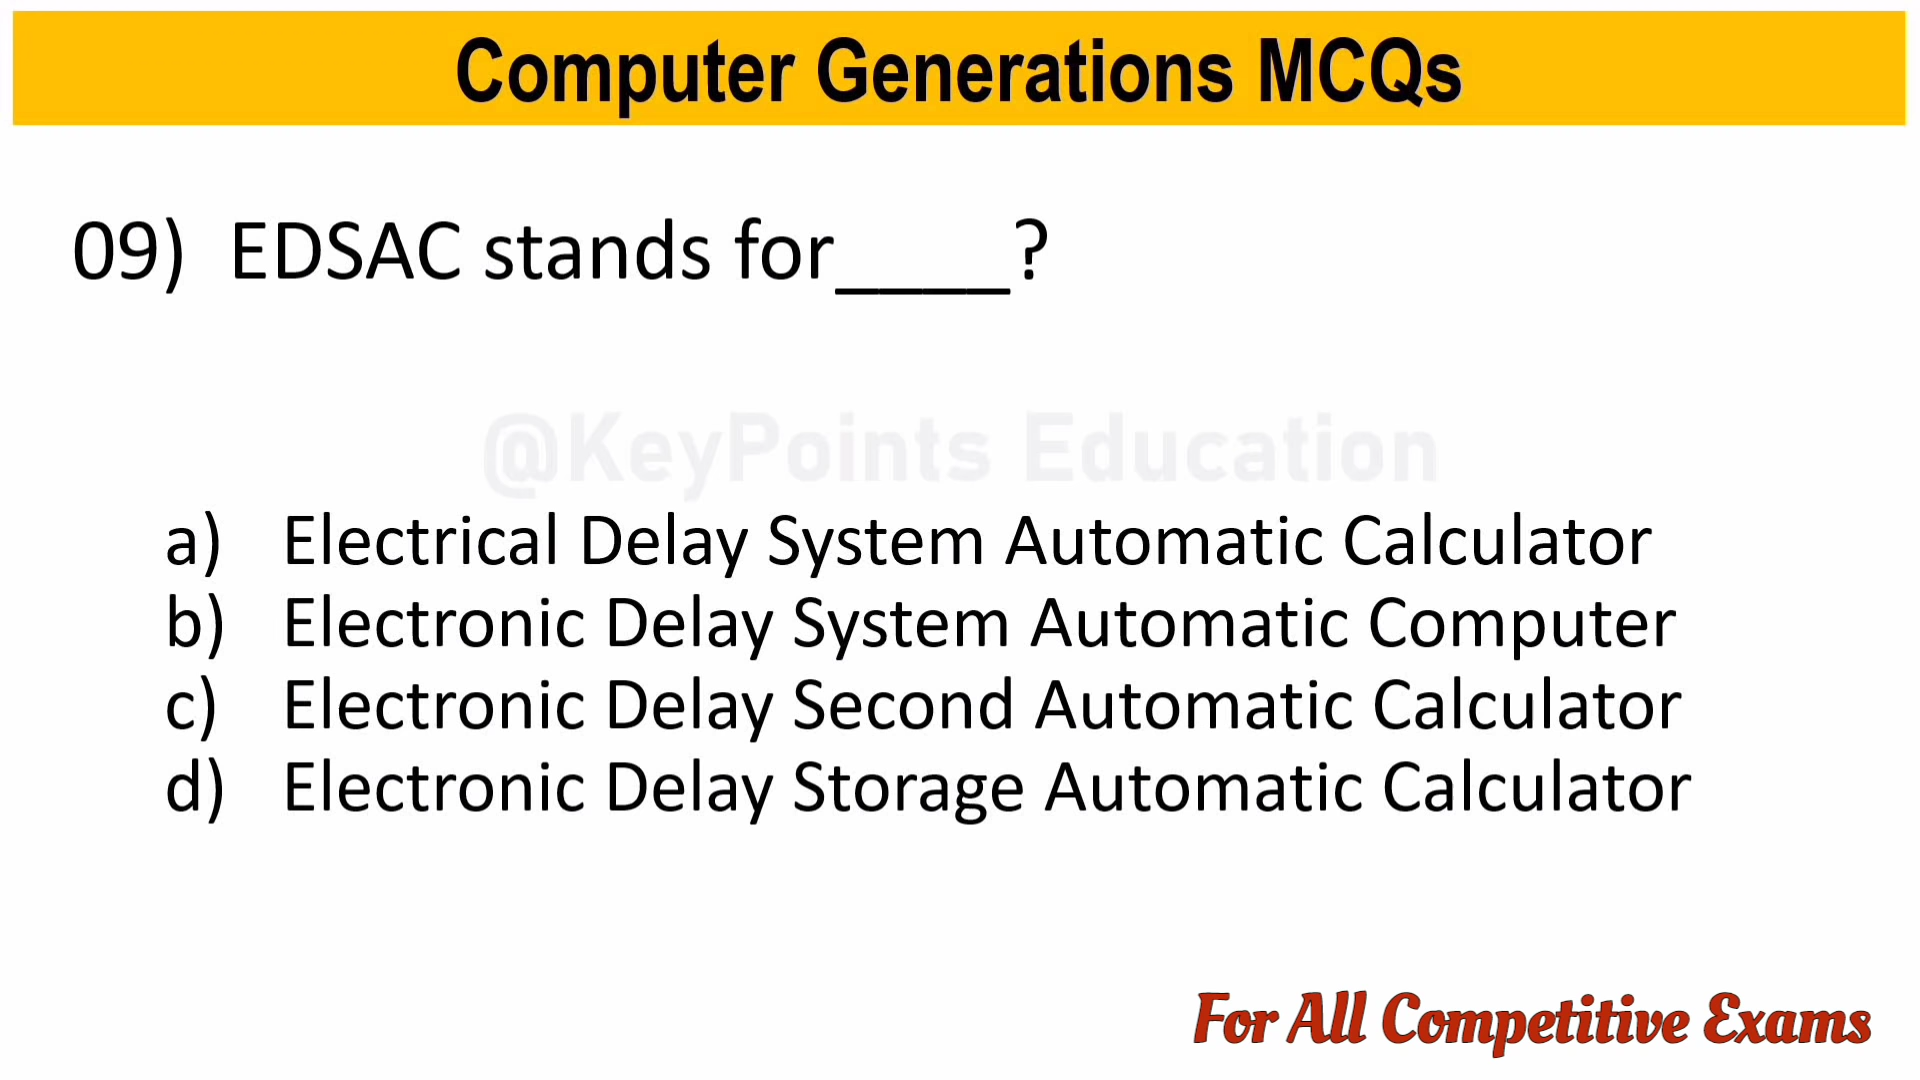 Computer Generations MCQs
09) EDSAC stands for____?
@KeyPoints Education
a) Electrical Delay System Automatic Calculator
b) Electronic Delay System Automatic Computer
c) Electronic Delay Second Automatic Calculator
d) Electronic Delay Storage Automatic Calculator
For All Competitive Exams